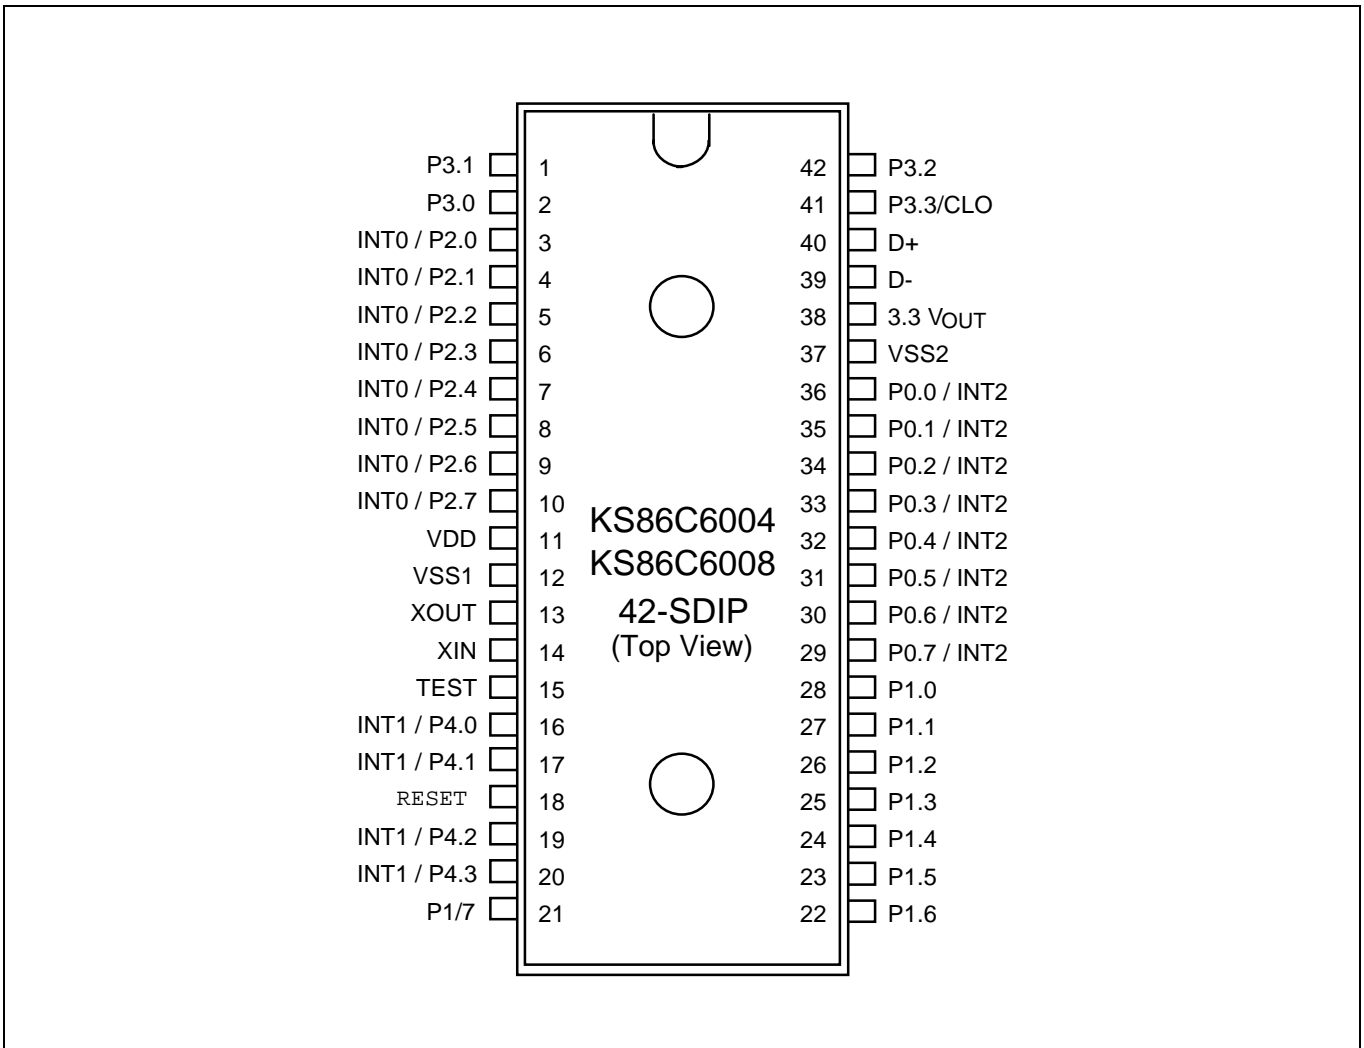 P3.1 1 42 P3.2
P3.0 2 41 P3.3/CLO
INT0 / P2.0 3 40 D+
INT0 / P2.1 4 39 D-
INT0 / P2.2 5 38 3.3 VOUT
INT0 / P2.3 6 37 VSS2
INT0 / P2.4 7 36 P0.0 / INT2
INT0 / P2.5 8 35 P0.1 / INT2
INT0 / P2.6 9 34 P0.2 / INT2
INT0 / P2.7 10 33 P0.3 / INT2
KS86C6004
VDD 11 32 P0.4 / INT2
KS86C6008
VSS1 12 31 P0.5 / INT2
XOUT 13 42-SDIP 30 P0.6 / INT2
XIN 14 (Top View) 29 P0.7 / INT2
TEST 15 28 P1.0
INT1 / P4.0 16 27 P1.1
INT1 / P4.1 17 26 P1.2
RESET 18 25 P1.3
INT1 / P4.2 19 24 P1.4
INT1 / P4.3 20 23 P1.5
P1/7 21 22 P1.6